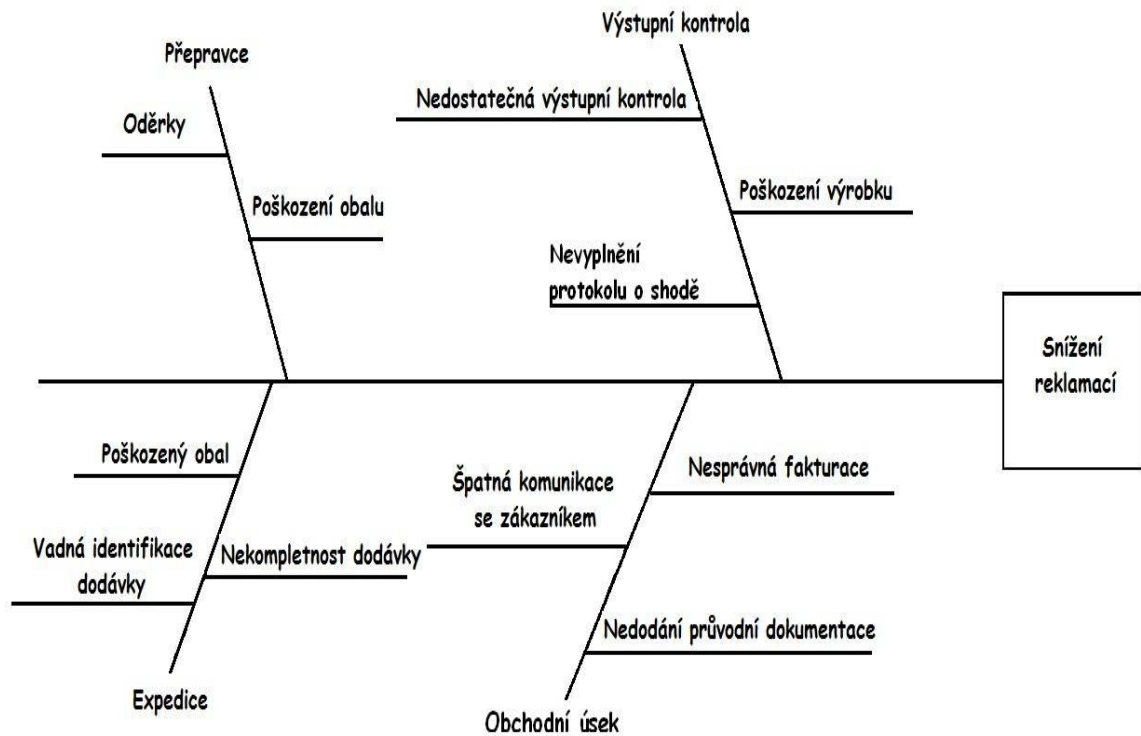 Výstupní kontrola
Přepravce
Nedostatečná výstupní kontrola
Oděrky
Poškození výrobku
Poškození obalu
Nevyplnění
protokolu o shodě
Snížení
reklamací
Poškozený obal
Nesprávná fakturace
Špatná komunikace
se zákazníkem
Vadná identifikace
dodávky
Nekompletnost dodávky
Nedodání průvodní dokumentace
Expedice
Obchodní úsek